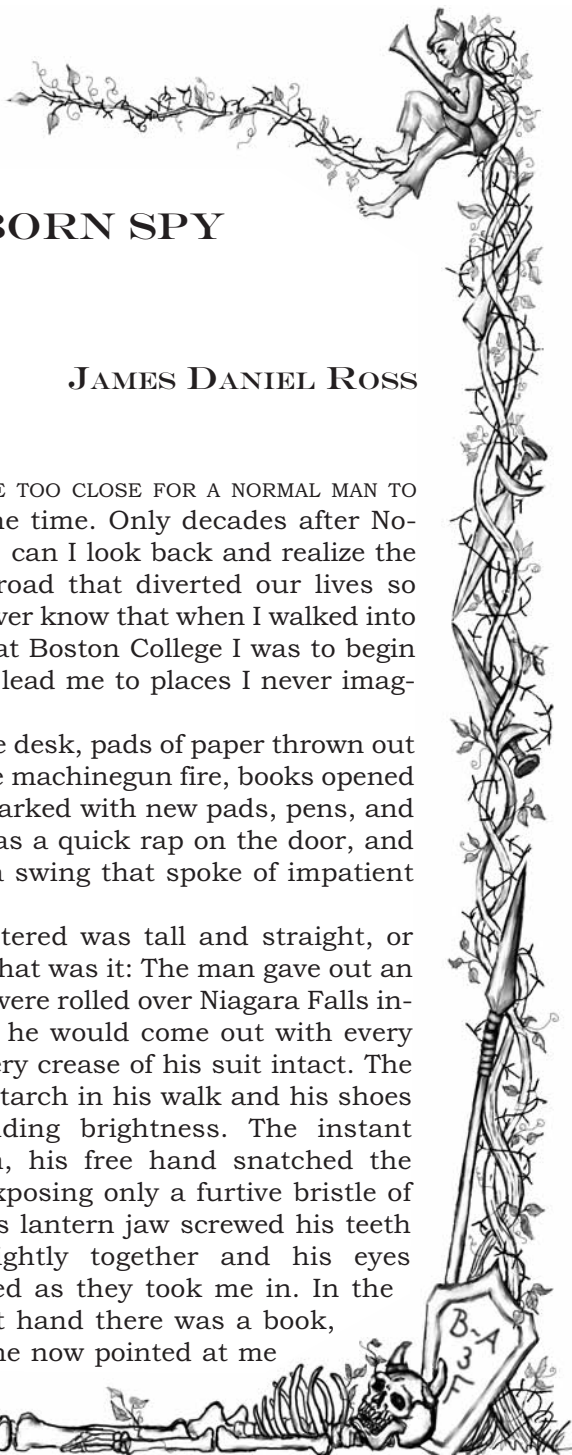 BORN SPY
JAMES DANIEL ROSS
E TOO CLOSE FOR A NORMAL MAN TO
ne time. Only decades after No-
can I look back and realize the
road that diverted our lives so
ver know that when I walked into
at Boston College I was to begin
lead me to places I never imag-
e desk, pads of paper thrown out
e machinegun fire, books opened
arked with new pads, pens, and
as a quick rap on the door, and
swing that spoke of impatient
tered was tall and straight, or
hat was it: The man gave out an
were rolled over Niagara Falls in-
he would come out with every
ery crease of his suit intact. The
tarch in his walk and his shoes
ding brightness. The instant
, his free hand snatched the
xposing only a furtive bristle of
s lantern jaw screwed his teeth
ightly together and his eyes
ed as they took me in. In the
t hand there was a book,
ne now pointed at me
B-A
3
F